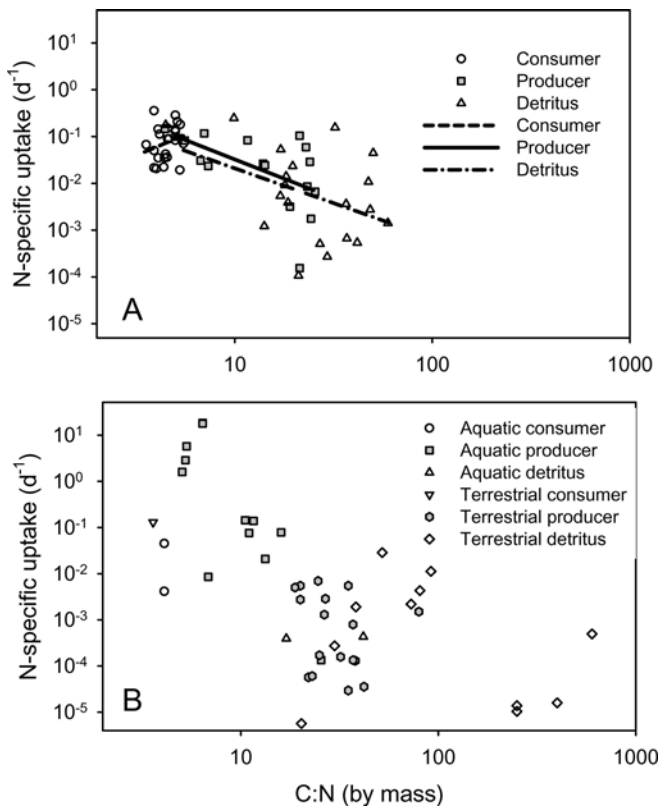 10¹
10⁰
10⁻¹
10⁻²
10⁻³
10⁻⁴
10⁻⁵
N-specific uptake (d⁻¹)
Consumer
Producer
Detritus
Consumer
Producer
Detritus
A
10
100
1000
10¹
10⁰
10⁻¹
10⁻²
10⁻³
10⁻⁴
10⁻⁵
N-specific uptake (d⁻¹)
Aquatic consumer
Aquatic producer
Aquatic detritus
Terrestrial consumer
Terrestrial producer
Terrestrial detritus
B
10
100
1000
C:N (by mass)